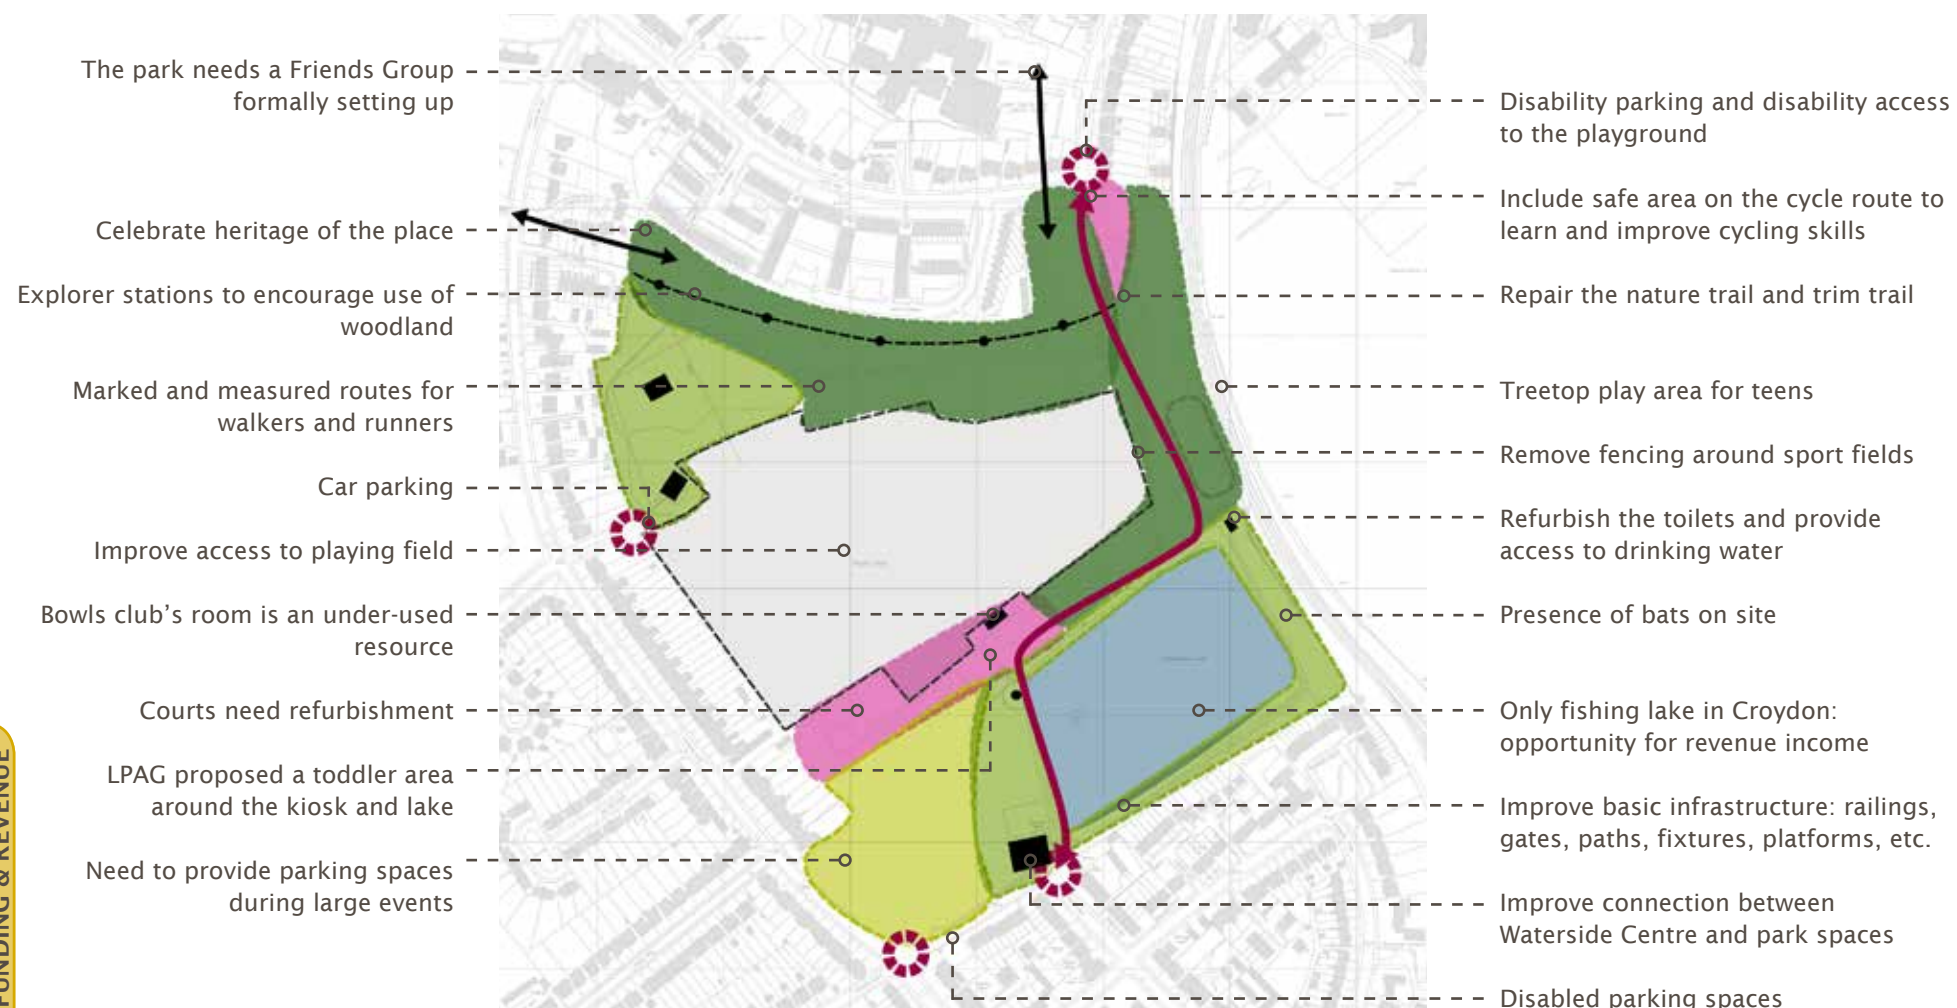 The park needs a Friends Group
formally setting up
Celebrate heritage of the place
Explorer stations to encourage use of
woodland
Marked and measured routes for
walkers and runners
Car parking
Improve access to playing field
Bowls club’s room is an under-used
resource
Courts need refurbishment
LPAG proposed a toddler area
around the kiosk and lake
Need to provide parking spaces
during large events
FUNDING & REVENUE
Disability parking and disability access
to the playground
Include safe area on the cycle route to
learn and improve cycling skills
Repair the nature trail and trim trail
Treetop play area for teens
Remove fencing around sport fields
Refurbish the toilets and provide
access to drinking water
Presence of bats on site
Only fishing lake in Croydon:
opportunity for revenue income
Improve basic infrastructure: railings,
gates, paths, fixtures, platforms, etc.
Improve connection between
Waterside Centre and park spaces
Disabled parking spaces